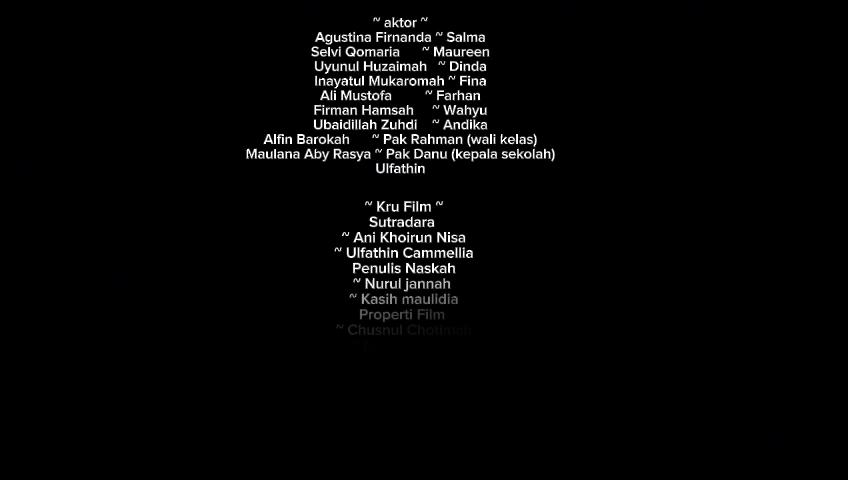 ~ aktor ~
Agustina Firnanda ~ Salma
Selvi Qomaria ~ Maureen
Uyunul Huzaimah ~ Dinda
Inayatul Mukaromah ~ Fina
Ali Mustofa ~ Farhan
Firman Hamsah ~ Wahyu
Ubaidillah Zuhdi ~ Andika
Alfin Barokah ~ Pak Rahman (wali kelas)
Maulana Aby Rasya ~ Pak Danu (kepala sekolah)
Ulfathin
~ Kru Film ~
Sutradara
~ Ani Khoirun Nisa
~ Ulfathin Cammellia
Penulis Naskah
~ Nurul jannah
~ Kasih maulidia
Properti Film
~ Chusnul Chotimah